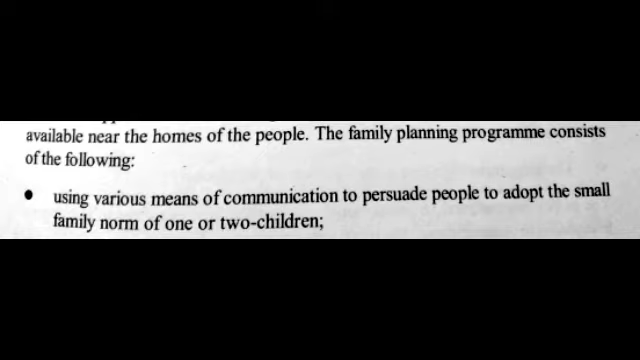 available near the homes of the people. The family planning programme consists
of the following:
• using various means of communication to persuade people to adopt the small
family norm of one or two-children;